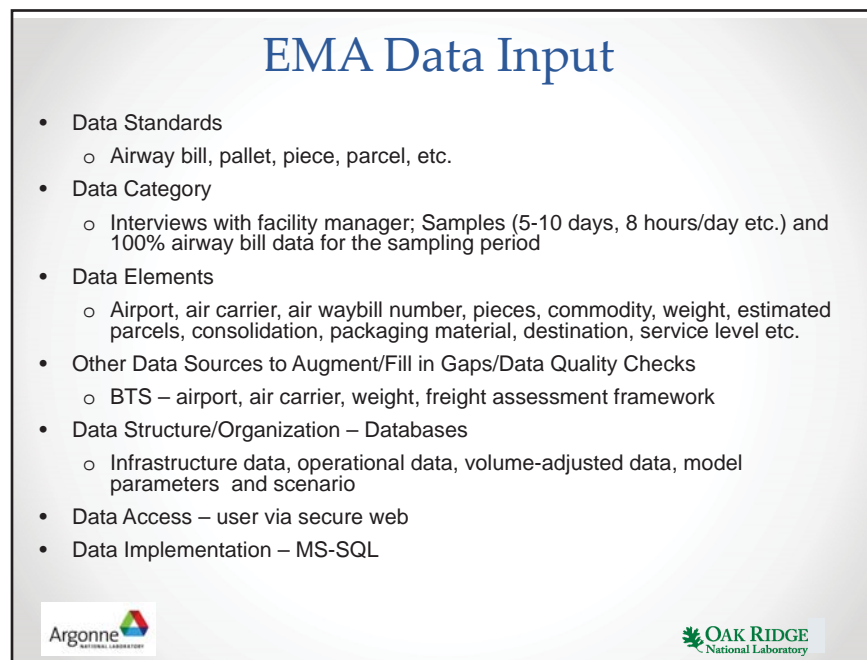 EMA Data Input
• Data Standards
o Airway bill, pallet, piece, parcel, etc.
• Data Category
o Interviews with facility manager; Samples (5-10 days, 8 hours/day etc.) and
100% airway bill data for the sampling period
• Data Elements
o Airport, air carrier, air waybill number, pieces, commodity, weight, estimated
parcels, consolidation, packaging material, destination, service level etc.
• Other Data Sources to Augment/Fill in Gaps/Data Quality Checks
o BTS – airport, air carrier, weight, freight assessment framework
• Data Structure/Organization – Databases
o Infrastructure data, operational data, volume-adjusted data, model
parameters and scenario
• Data Access – user via secure web
• Data Implementation – MS-SQL
Argonne
NATIONAL LABORATORY
OAK RIDGE
National Laboratory